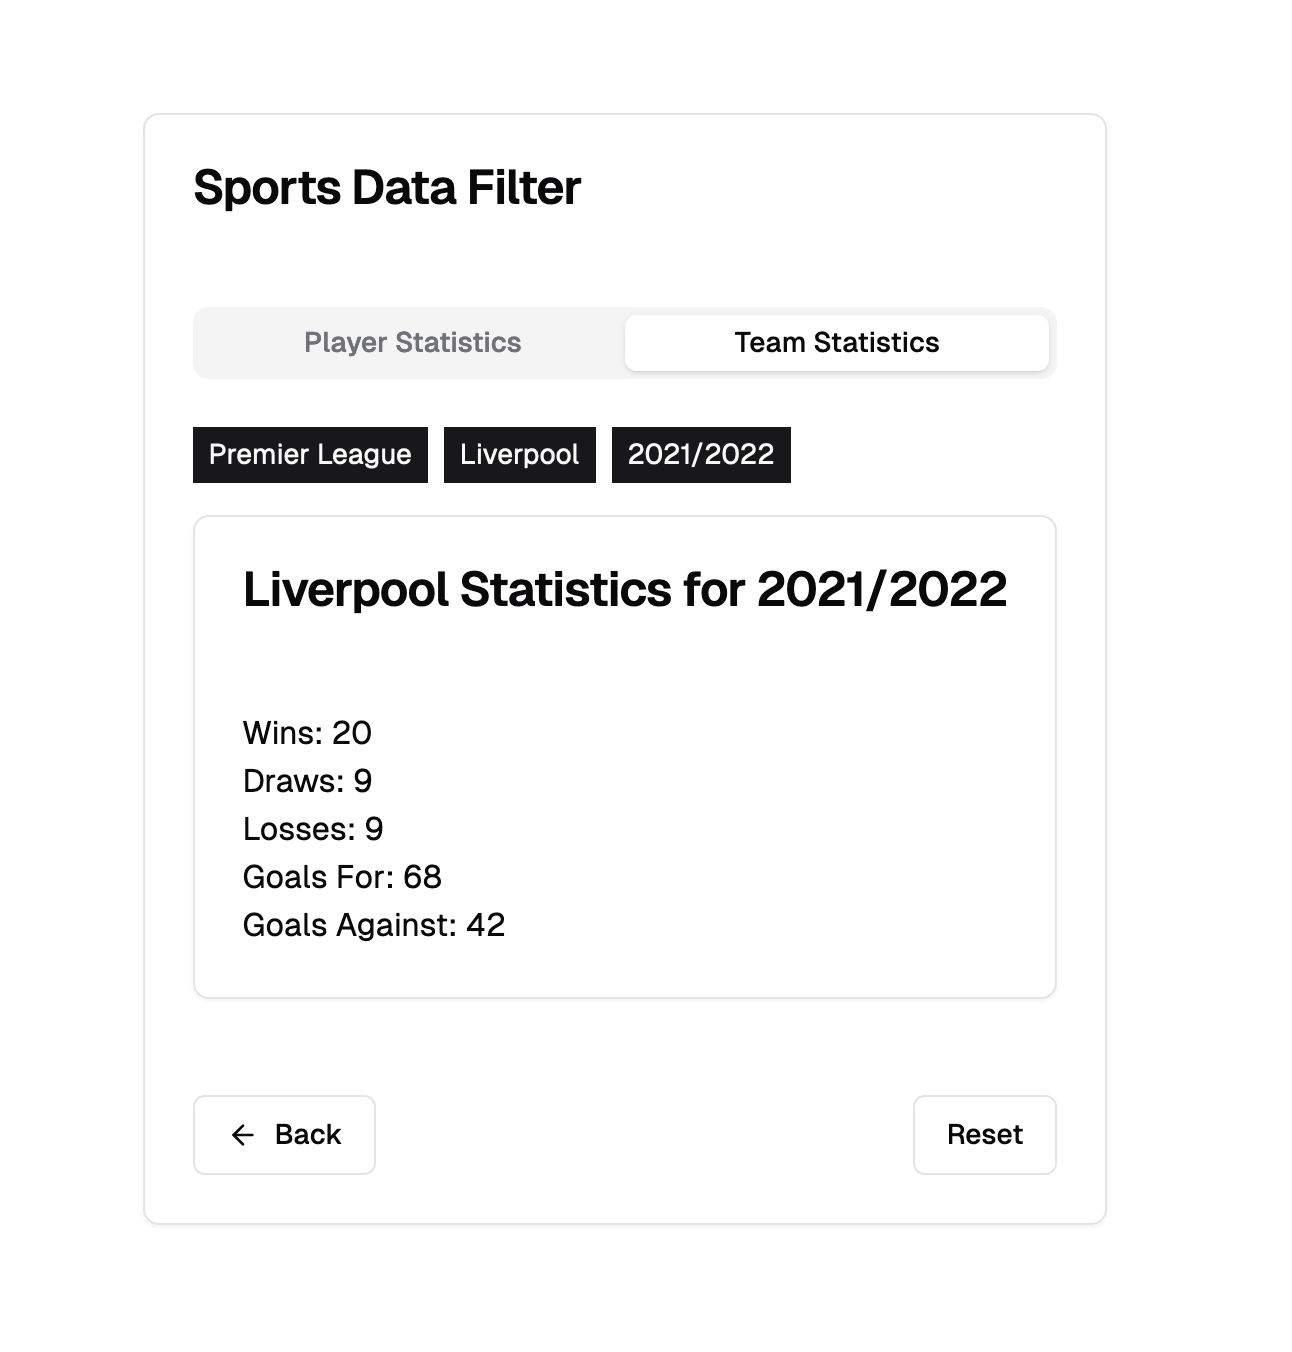 Sports Data Filter
Player Statistics
Team Statistics
Premier League
Liverpool
2021/2022
Liverpool Statistics for 2021/2022
Wins: 20
Draws: 9
Losses: 9
Goals For: 68
Goals Against: 42
Back
Reset